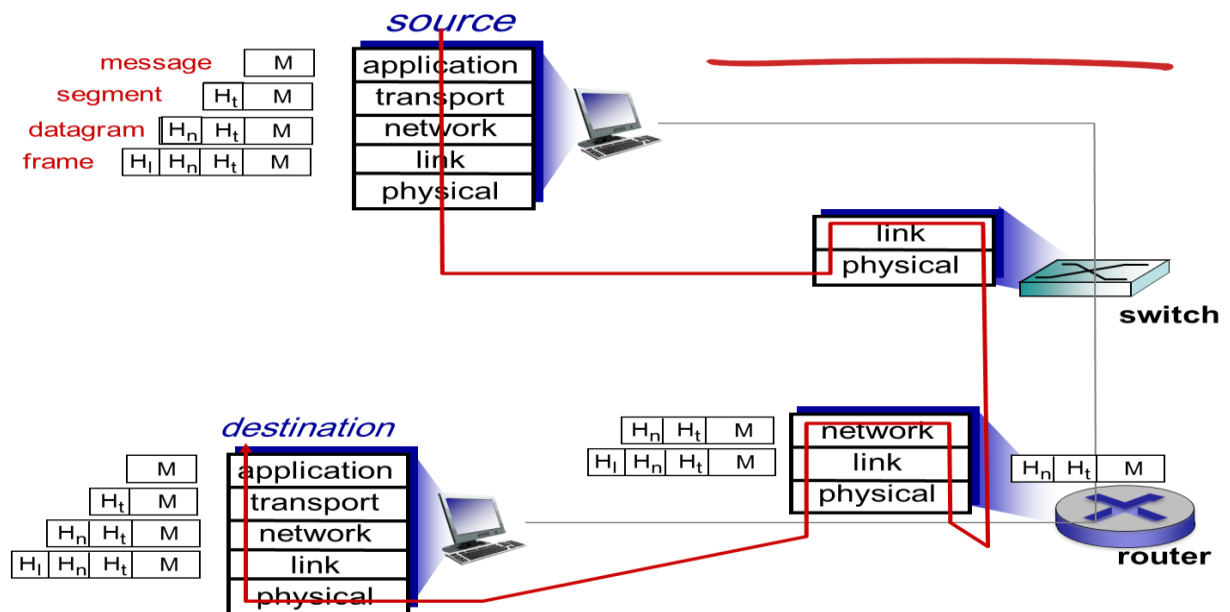 source
message M application
segment Hₜ M transport
datagram Hₙ Hₜ M network
frame Hₗ Hₙ Hₜ M link
physical
link
physical
switch
destination
M application
Hₜ M transport
Hₙ Hₜ M network
Hₗ Hₙ Hₜ M link
physical
Hₙ Hₜ M network
Hₗ Hₙ Hₜ M link
physical
Hₙ Hₜ M
router